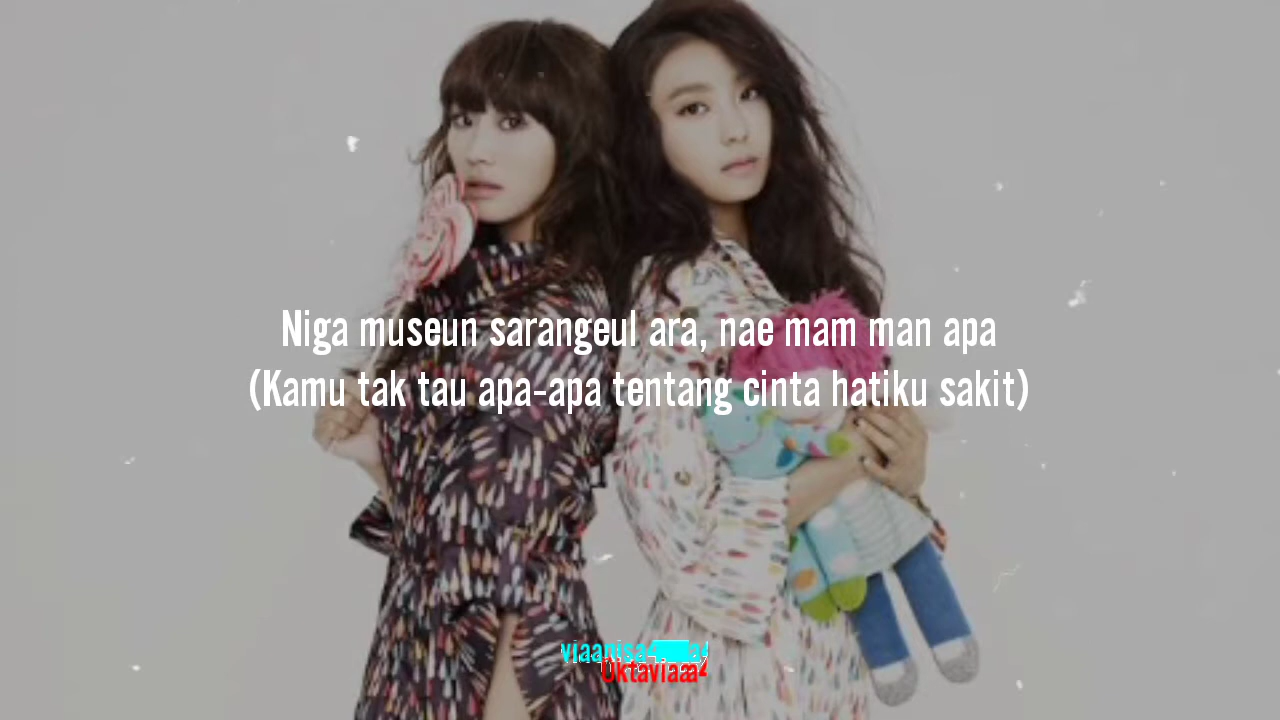 Niga museun sarangeul ara, nae mam man apa
(Kamu tak tau apa-apa tentang cinta hatiku sakit)
Oktaviaaa